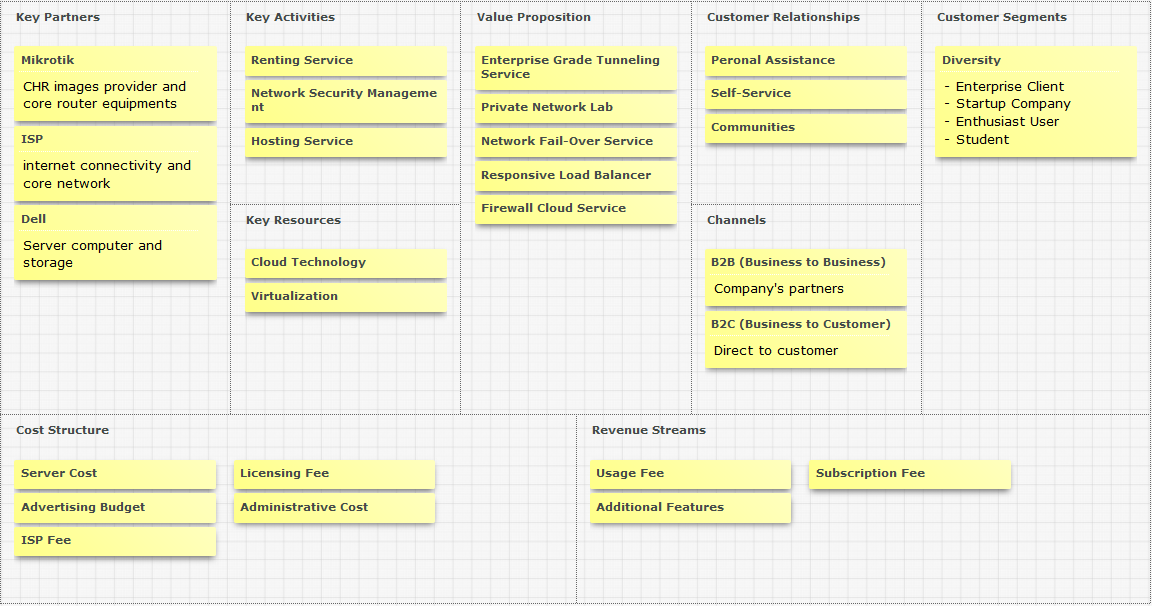 Key Partners
Mikrotik
CHR images provider and
core router equipments
ISP
internet connectivity and
core network
Dell
Server computer and
storage
Key Activities
Renting Service
Network Security Manageme
nt
Hosting Service
Key Resources
Cloud Technology
Virtualization
Value Proposition
Enterprise Grade Tunneling
Service
Private Network Lab
Network Fail-Over Service
Responsive Load Balancer
Firewall Cloud Service
Customer Relationships
Peronal Assistance
Self-Service
Communities
Channels
B2B (Business to Business)
Company's partners
B2C (Business to Customer)
Direct to customer
Customer Segments
Diversity
- Enterprise Client
- Startup Company
- Enthusiast User
- Student
Cost Structure
Server Cost
Advertising Budget
ISP Fee
Licensing Fee
Administrative Cost
Revenue Streams
Usage Fee
Additional Features
Subscription Fee